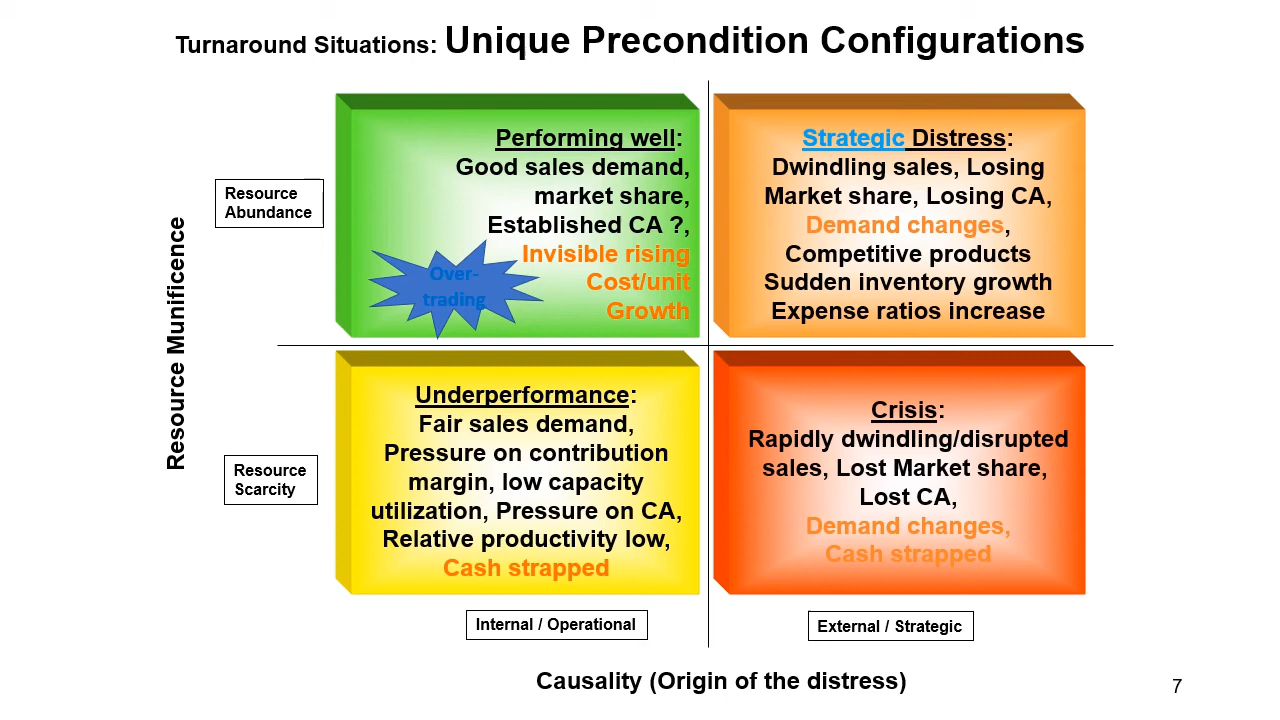 Turnaround Situations: Unique Precondition Configurations
Resource Munificence
Resource
Abundance
Performing well:
Good sales demand,
market share,
Established CA ?,
Invisible rising
Cost/unit
Growth
Over-
trading
Strategic Distress:
Dwindling sales, Losing
Market share, Losing CA,
Demand changes,
Competitive products
Sudden inventory growth
Expense ratios increase
Resource
Scarcity
Underperformance:
Fair sales demand,
Pressure on contribution
margin, low capacity
utilization, Pressure on CA,
Relative productivity low,
Cash strapped
Crisis:
Rapidly dwindling/disrupted
sales, Lost Market share,
Lost CA,
Demand changes,
Cash strapped
Internal / Operational
External / Strategic
Causality (Origin of the distress)
7